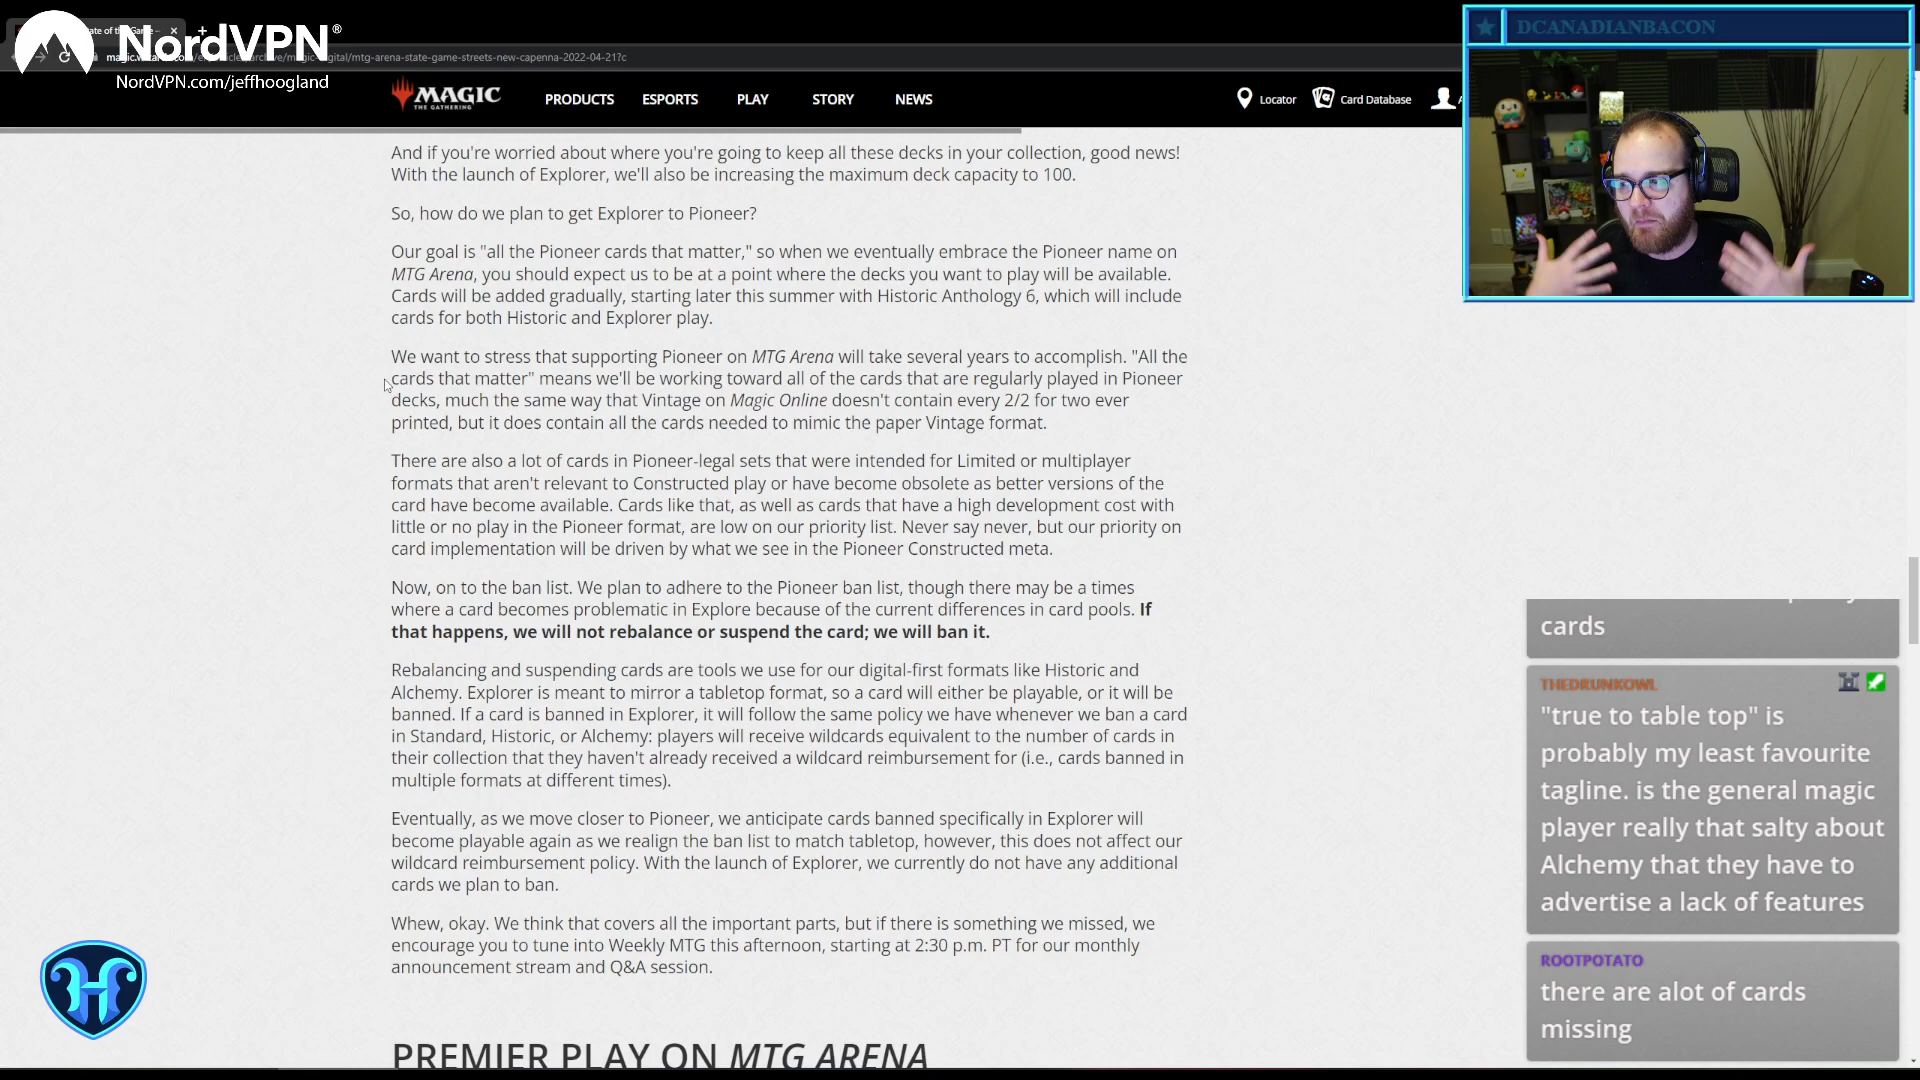 ate of the Game –
NordVPN®
NordVPN.com/jeffhoogland
digital/mtg-arena-state-game-streets-new-capenna-2022-04-21?c
DCANADIANBACON
MAGIC
THE GATHERING
PRODUCTS ESPORTS PLAY STORY NEWS
Locator Card Database
And if you're worried about where you're going to keep all these decks in your collection, good news!
With the launch of Explorer, we'll also be increasing the maximum deck capacity to 100.
So, how do we plan to get Explorer to Pioneer?
Our goal is "all the Pioneer cards that matter," so when we eventually embrace the Pioneer name on
MTG Arena, you should expect us to be at a point where the decks you want to play will be available.
Cards will be added gradually, starting later this summer with Historic Anthology 6, which will include
cards for both Historic and Explorer play.
We want to stress that supporting Pioneer on MTG Arena will take several years to accomplish. "All the
cards that matter" means we'll be working toward all of the cards that are regularly played in Pioneer
decks, much the same way that Vintage on Magic Online doesn't contain every 2/2 for two ever
printed, but it does contain all the cards needed to mimic the paper Vintage format.
There are also a lot of cards in Pioneer-legal sets that were intended for Limited or multiplayer
formats that aren't relevant to Constructed play or have become obsolete as better versions of the
card have become available. Cards like that, as well as cards that have a high development cost with
little or no play in the Pioneer format, are low on our priority list. Never say never, but our priority on
card implementation will be driven by what we see in the Pioneer Constructed meta.
Now, on to the ban list. We plan to adhere to the Pioneer ban list, though there may be a times
where a card becomes problematic in Explore because of the current differences in card pools. If
that happens, we will not rebalance or suspend the card; we will ban it.
Rebalancing and suspending cards are tools we use for our digital-first formats like Historic and
Alchemy. Explorer is meant to mirror a tabletop format, so a card will either be playable, or it will be
banned. If a card is banned in Explorer, it will follow the same policy we have whenever we ban a card
in Standard, Historic, or Alchemy: players will receive wildcards equivalent to the number of cards in
their collection that they haven't already received a wildcard reimbursement for (i.e., cards banned in
multiple formats at different times).
Eventually, as we move closer to Pioneer, we anticipate cards banned specifically in Explorer will
become playable again as we realign the ban list to match tabletop, however, this does not affect our
wildcard reimbursement policy. With the launch of Explorer, we currently do not have any additional
cards we plan to ban.
Whew, okay. We think that covers all the important parts, but if there is something we missed, we
encourage you to tune into Weekly MTG this afternoon, starting at 2:30 p.m. PT for our monthly
announcement stream and Q&A session.
PREMIER PLAY ON MTG ARENA
cards
THEDRUNKOWL
"true to table top" is
probably my least favourite
tagline. is the general magic
player really that salty about
Alchemy that they have to
advertise a lack of features
ROOTPOTATO
there are alot of cards
missing